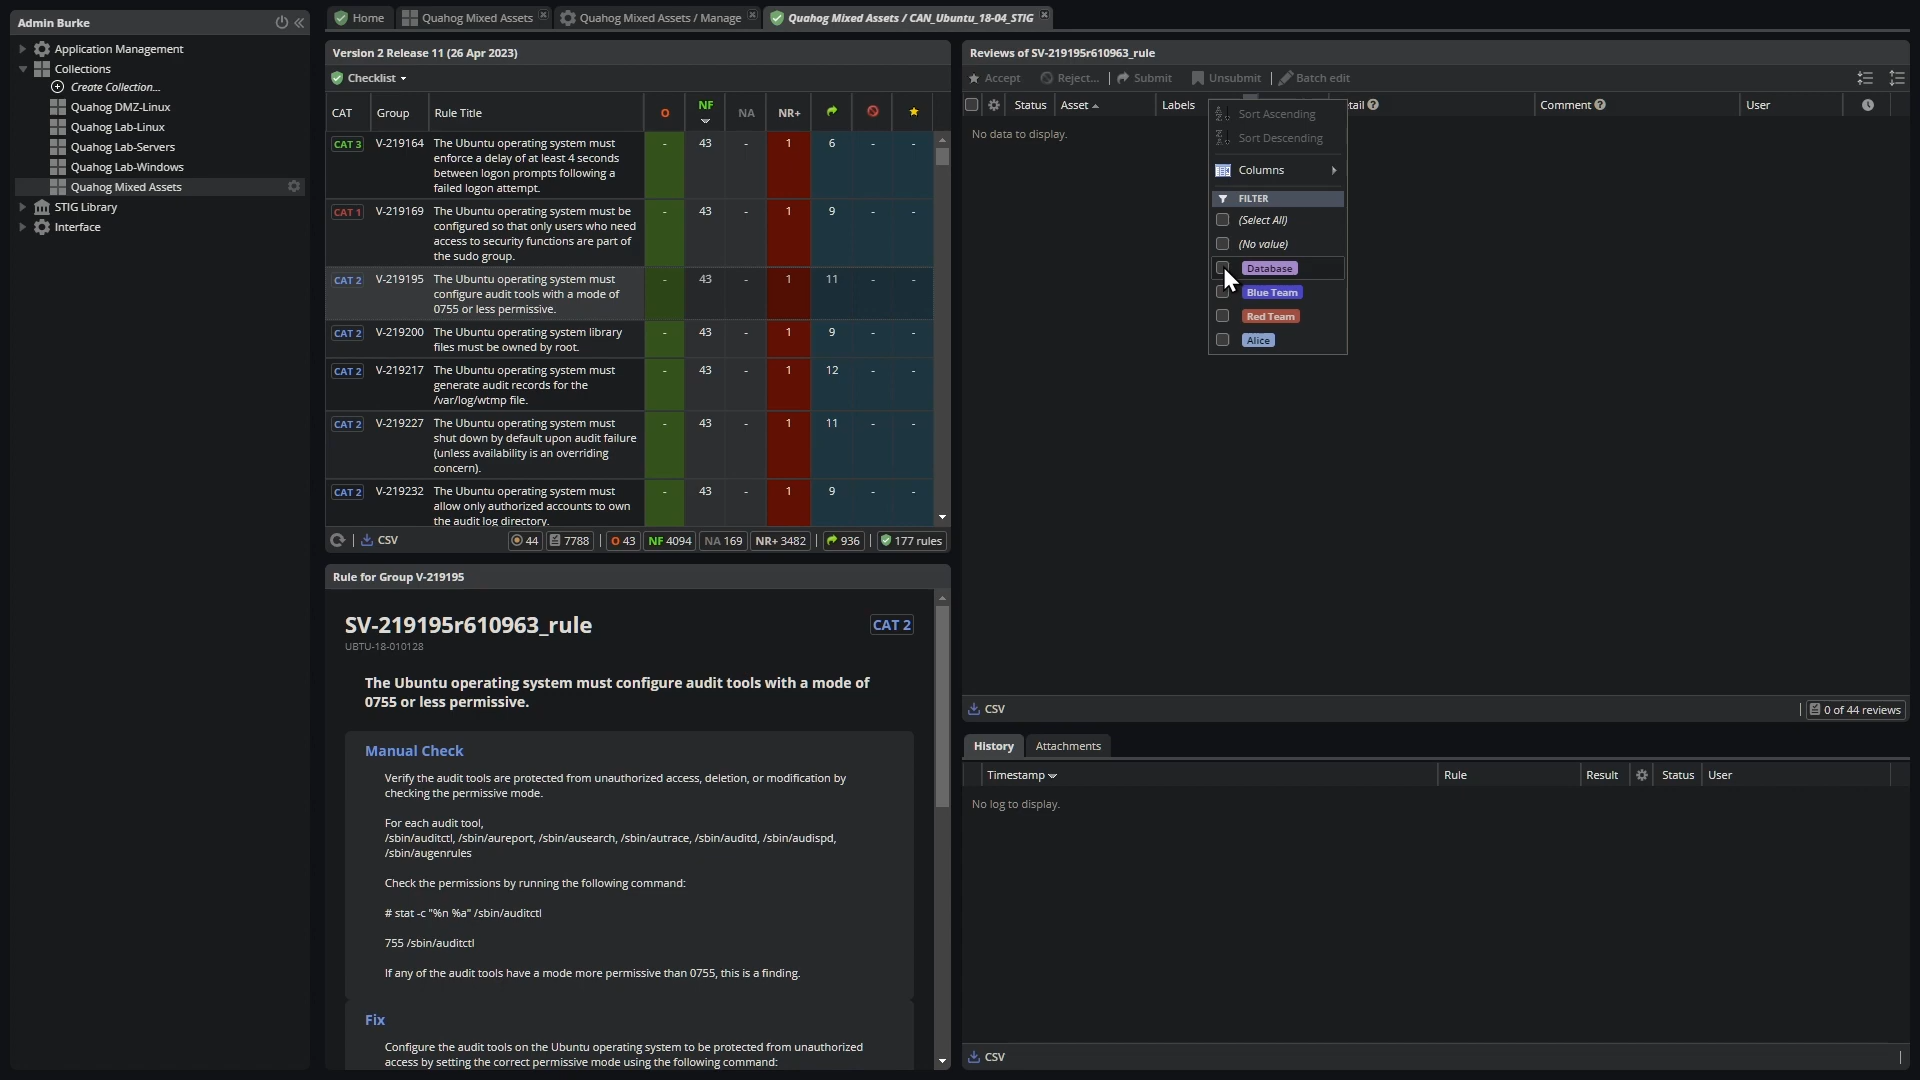 Admin Burke
Application Management
Collections
Create Collection...
Quahog DMZ-Linux
Quahog Lab-Linux
Quahog Lab-Servers
Quahog Lab-Windows
Quahog Mixed Assets
STIG Library
Interface
Home
Quahog Mixed Assets
Quahog Mixed Assets / Manage
Quahog Mixed Assets / CAN_Ubuntu_18-04_STIG
Version 2 Release 11 (26 Apr 2023)
Checklist
CAT Group Rule Title O NF NA NR+
CAT 3 V-219164 The Ubuntu operating system must - 43 - 1 6 - -
enforce a delay of at least 4 seconds
between logon prompts following a
failed logon attempt.
CAT 1 V-219169 The Ubuntu operating system must be - 43 - 1 9 - -
configured so that only users who need
access to security functions are part of
the sudo group.
CAT 2 V-219195 The Ubuntu operating system must - 43 - 1 11 - -
configure audit tools with a mode of
0755 or less permissive.
CAT 2 V-219200 The Ubuntu operating system library - 43 - 1 9 - -
files must be owned by root.
CAT 2 V-219217 The Ubuntu operating system must - 43 - 1 12 - -
generate audit records for the
/var/log/wtmp file.
CAT 2 V-219227 The Ubuntu operating system must - 43 - 1 11 - -
shut down by default upon audit failure
(unless availability is an overriding
concern).
CAT 2 V-219232 The Ubuntu operating system must - 43 - 1 9 - -
allow only authorized accounts to own
the audit log directory.
CSV 44 7788 O 43 NF 4094 NA 169 NR+ 3482 936 177 rules
Rule for Group V-219195
SV-219195r610963_rule CAT 2
UBTU-18-010128
The Ubuntu operating system must configure audit tools with a mode of
0755 or less permissive.
Manual Check
Verify the audit tools are protected from unauthorized access, deletion, or modification by
checking the permissive mode.
For each audit tool,
/sbin/auditctl, /sbin/aureport, /sbin/ausearch, /sbin/autrace, /sbin/auditd, /sbin/audispd,
/sbin/augenrules
Check the permissions by running the following command:
# stat -c "%n %a" /sbin/auditctl
755 /sbin/auditctl
If any of the audit tools have a mode more permissive than 0755, this is a finding.
Fix
Configure the audit tools on the Ubuntu operating system to be protected from unauthorized
access by setting the correct permissive mode using the following command:
Reviews of SV-219195r610963_rule
Accept Reject... Submit Unsubmit Batch edit
Status Asset Labels tail Comment User
No data to display.
Sort Ascending
Sort Descending
Columns
FILTER
(Select All)
(No value)
Database
Blue Team
Red Team
Alice
CSV 0 of 44 reviews
History Attachments
Timestamp Rule Result Status User
No log to display.
CSV